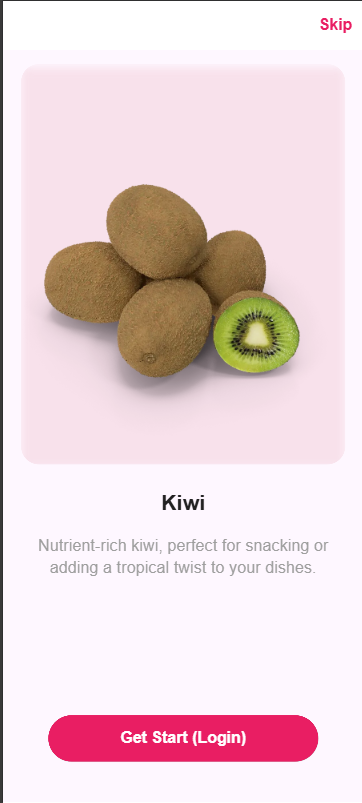 Skip
Kiwi
Nutrient-rich kiwi, perfect for snacking or
adding a tropical twist to your dishes.
Get Start (Login)